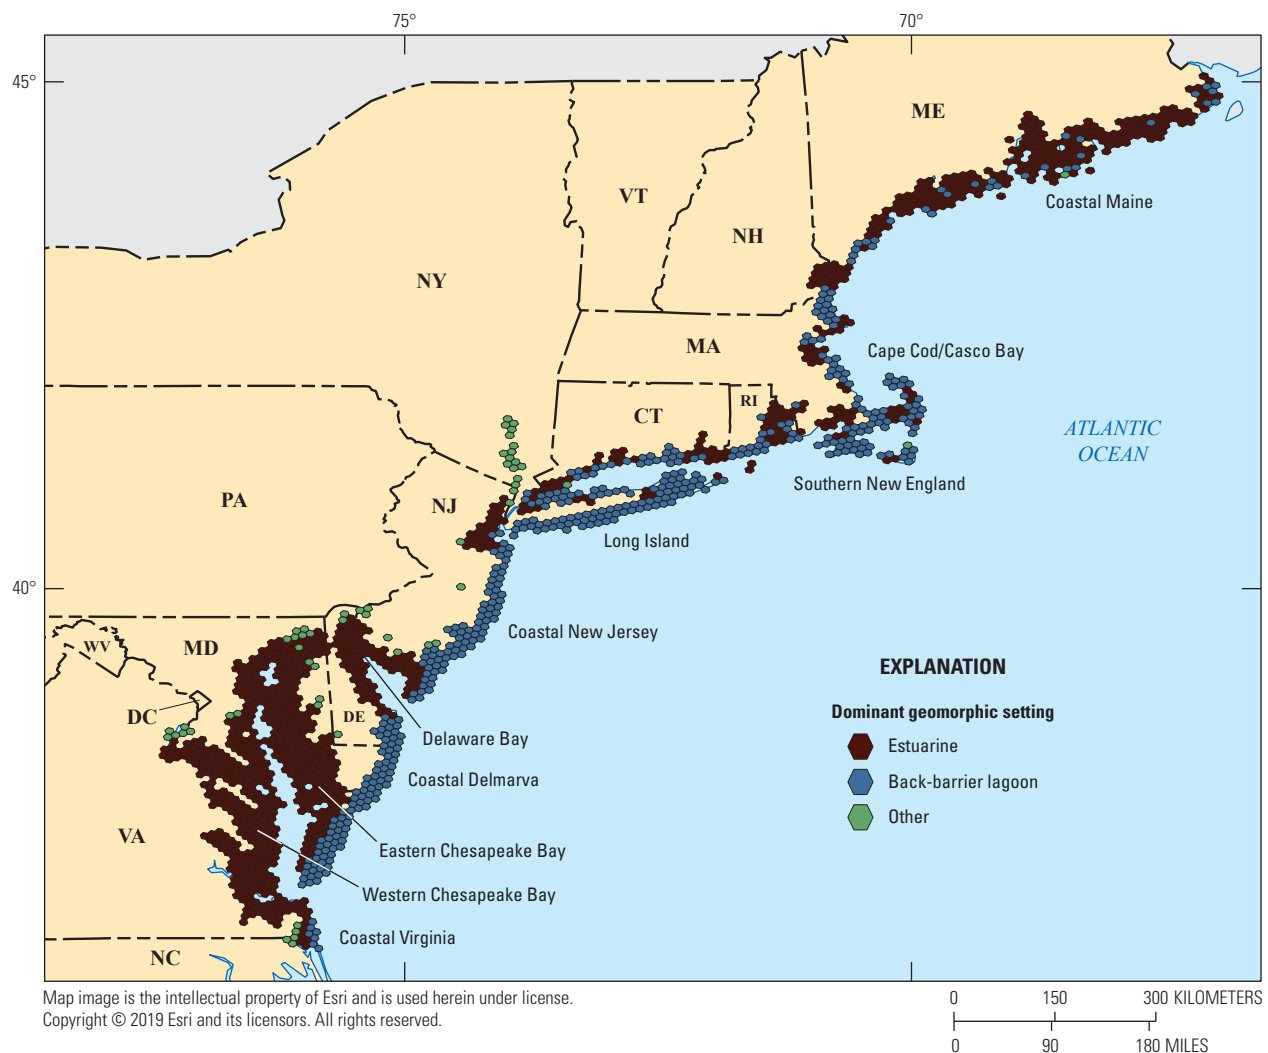 75°
70°
45°
ME
Coastal Maine
VT
NH
NY
MA
Cape Cod/Casco Bay
RI
CT
ATLANTIC
OCEAN
Southern New England
PA
NJ
Long Island
40°
Coastal New Jersey
WV
MD
DC
DE
Delaware Bay
Coastal Delmarva
VA
Eastern Chesapeake Bay
Western Chesapeake Bay
Coastal Virginia
NC
EXPLANATION
Dominant geomorphic setting
Estuarine
Back-barrier lagoon
Other
Map image is the intellectual property of Esri and is used herein under license.
Copyright © 2019 Esri and its licensors. All rights reserved.
0 150 300 KILOMETERS
0 90 180 MILES